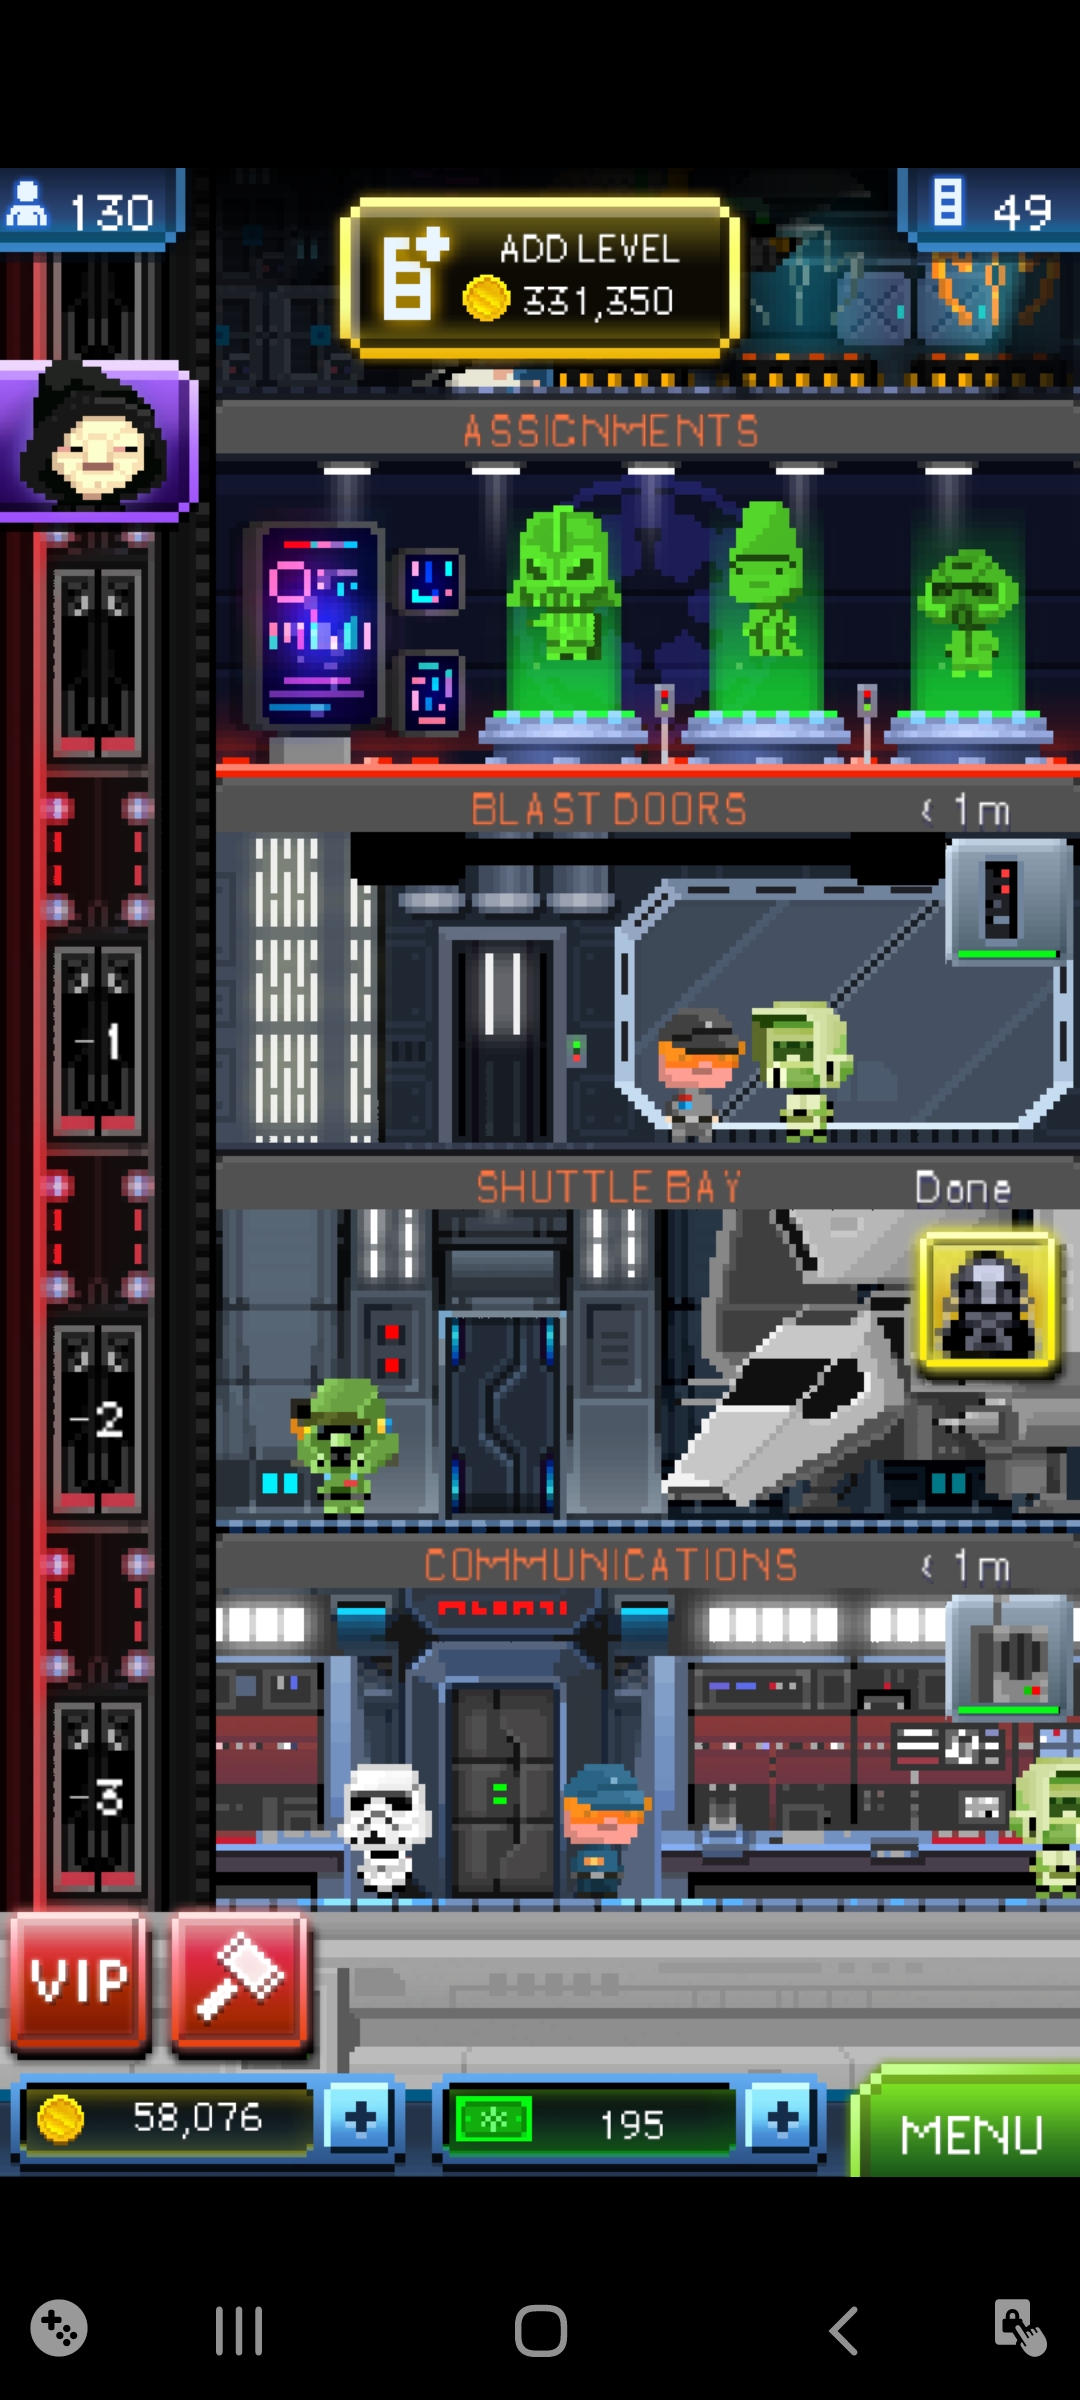 130
ADD LEVEL
331,350
49
ASSIGNMENTS
BLAST DOORS
< 1m
-1
SHUTTLE BAY
Done
-2
COMMUNICATIONS
< 1m
-3
VIP
58,076
195
MENU